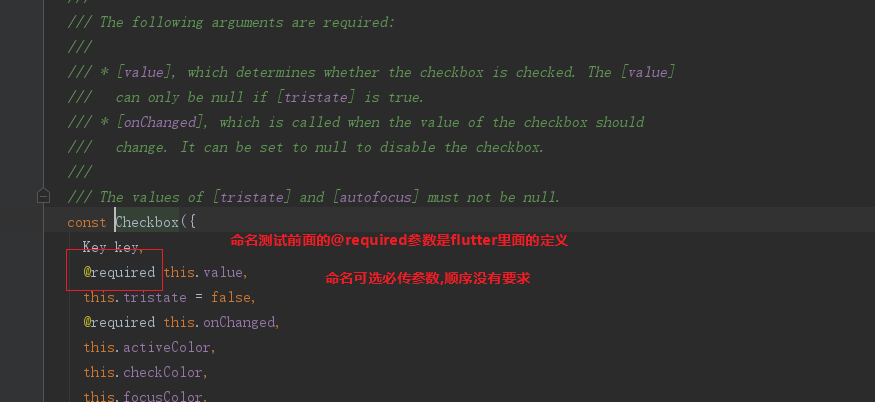 ///
/// The following arguments are required:
///
/// * [value], which determines whether the checkbox is checked. The [value]
///   can only be null if [tristate] is true.
/// * [onChanged], which is called when the value of the checkbox should
///   change. It can be set to null to disable the checkbox.
///
/// The values of [tristate] and [autofocus] must not be null.
const Checkbox({
命名测试前面的@required参数是flutter里面的定义
Key key,
@required this.value,
命名可选必传参数,顺序没有要求
this.tristate = false,
@required this.onChanged,
this.activeColor,
this.checkColor,
this.focusColor,